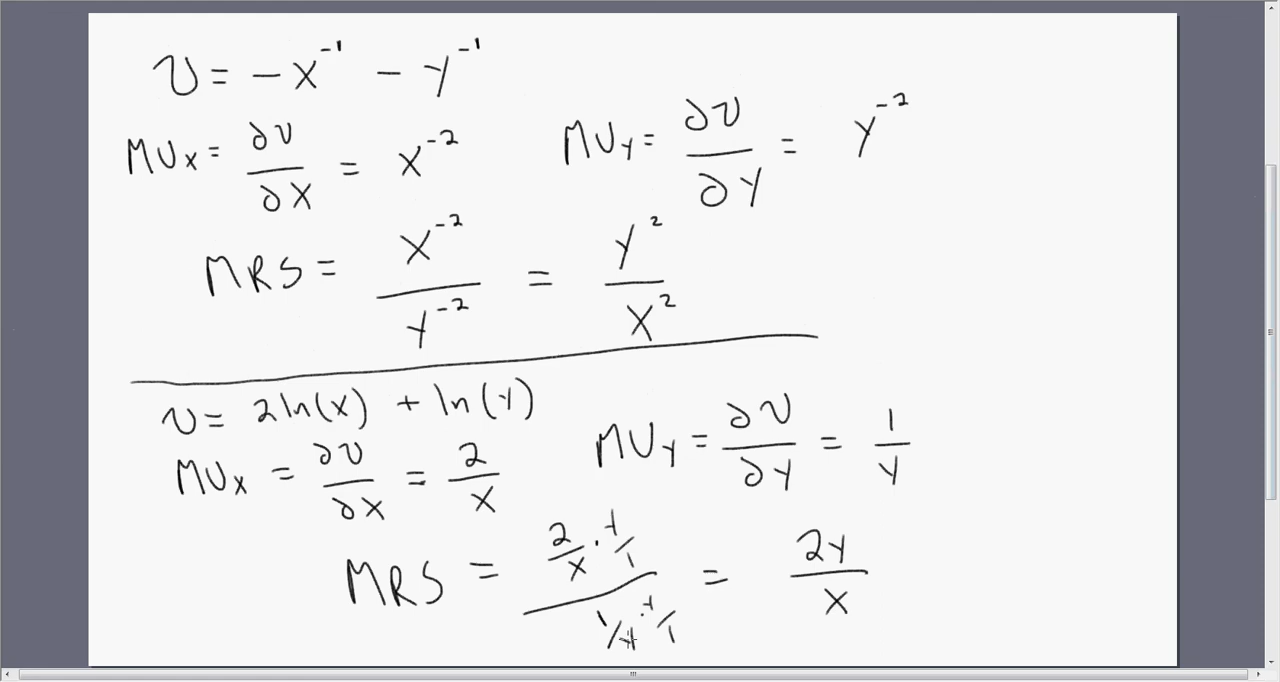 U = -x⁻¹ - y⁻¹
MUx = ∂U/∂x = x⁻² MUy = ∂U/∂y = y⁻²
MRS = x⁻²/y⁻² = y²/x²
U = 2ln(x) + ln(y)
MUx = ∂U/∂x = 2/x MUy = ∂U/∂y = 1/y
MRS = (2/x · y/1)/(1/y · y/1) = 2y/x